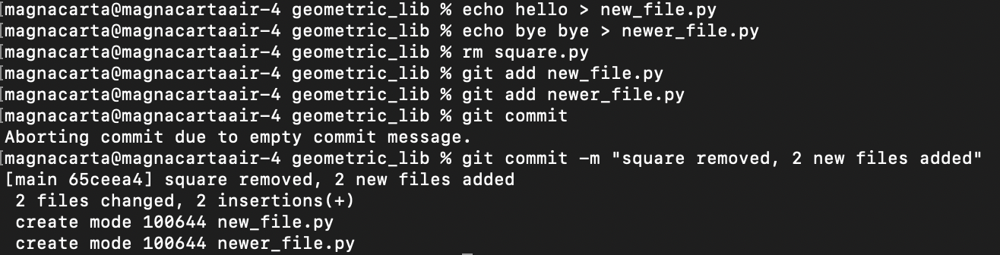 [magnacarta@magnacartaair-4 geometric_lib % echo hello > new_file.py
[magnacarta@magnacartaair-4 geometric_lib % echo bye bye > newer_file.py
[magnacarta@magnacartaair-4 geometric_lib % rm square.py
[magnacarta@magnacartaair-4 geometric_lib % git add new_file.py
[magnacarta@magnacartaair-4 geometric_lib % git add newer_file.py
[magnacarta@magnacartaair-4 geometric_lib % git commit
Aborting commit due to empty commit message.
[magnacarta@magnacartaair-4 geometric_lib % git commit -m "square removed, 2 new files added"
[main 65ceea4] square removed, 2 new files added
 2 files changed, 2 insertions(+)
 create mode 100644 new_file.py
 create mode 100644 newer_file.py